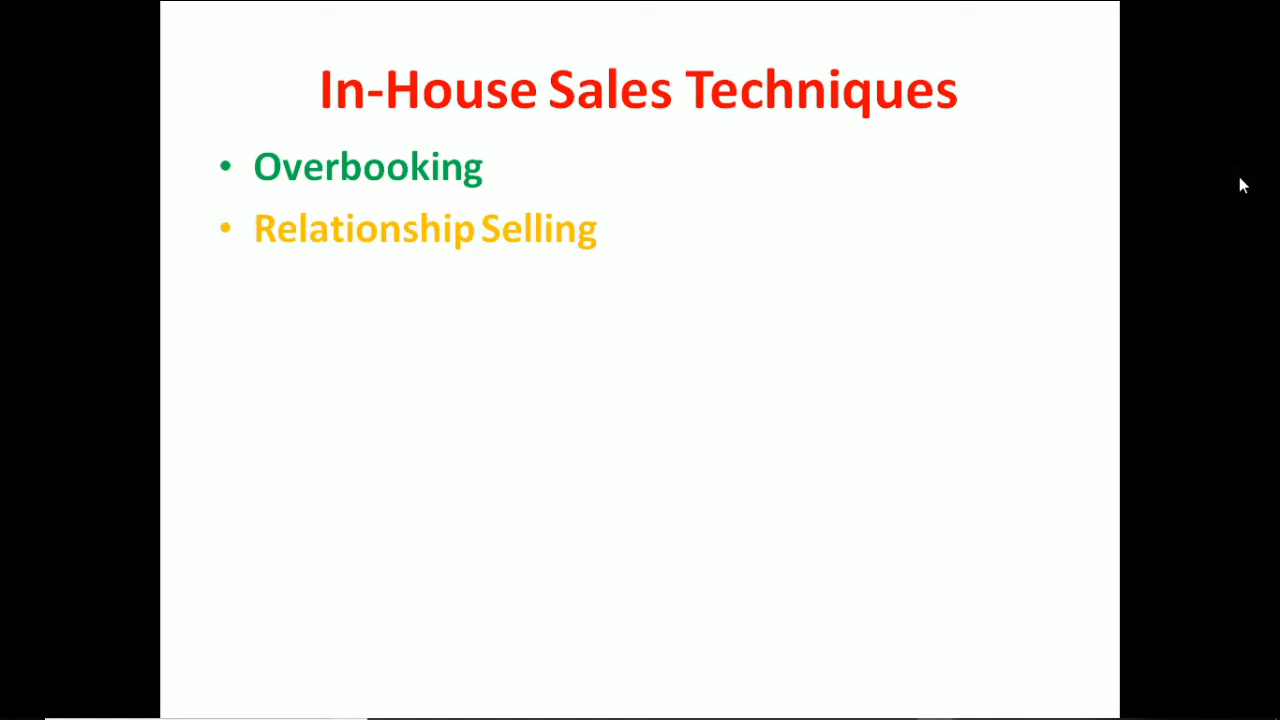 In-House Sales Techniques
• Overbooking
• Relationship Selling